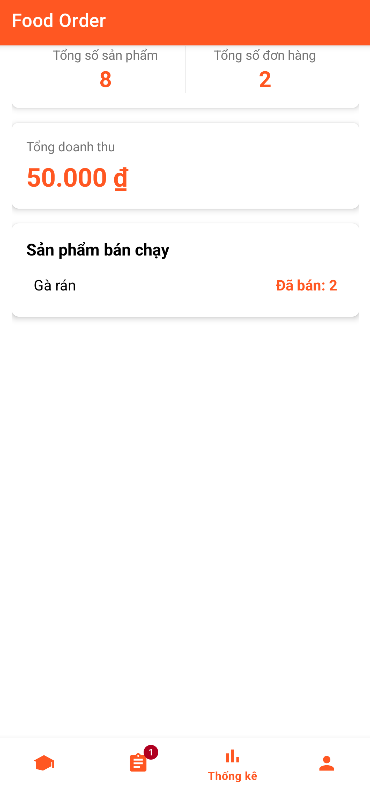 Food Order
Tổng số sản phẩm
8
Tổng số đơn hàng
2
Tổng doanh thu
50.000 ₫
Sản phẩm bán chạy
Gà rán
Đã bán: 2
1
Thống kê